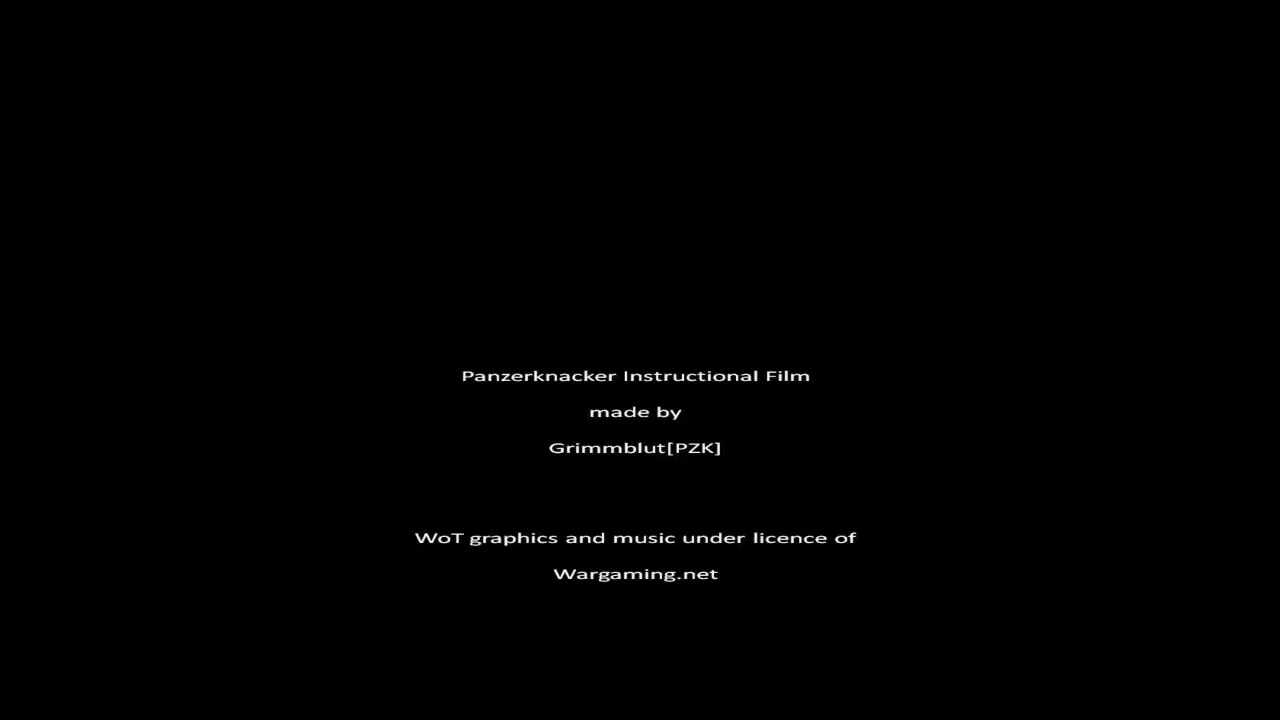 Panzerknacker Instructional Film
made by
Grimmblut[PZK]
WoT graphics and music under licence of
Wargaming.net